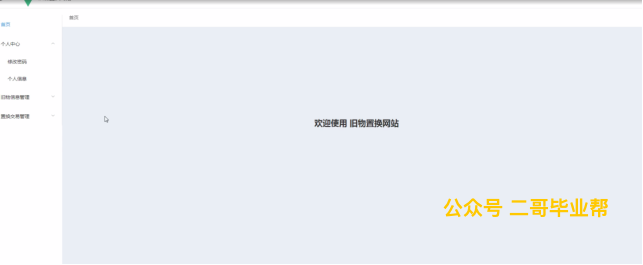 首页
首页
个人中心
修改密码
个人信息
旧物信息管理
置换交易管理
欢迎使用 旧物置换网站
公众号 二哥毕业帮